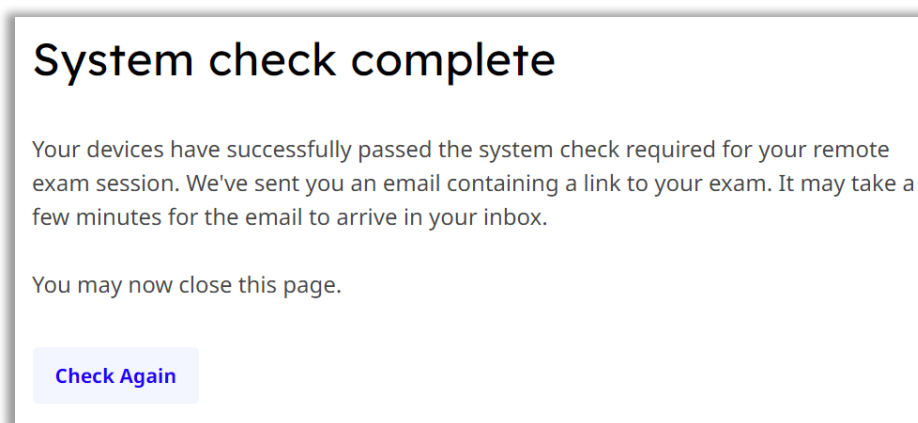 System check complete
Your devices have successfully passed the system check required for your remote
exam session. We've sent you an email containing a link to your exam. It may take a
few minutes for the email to arrive in your inbox.
You may now close this page.
Check Again